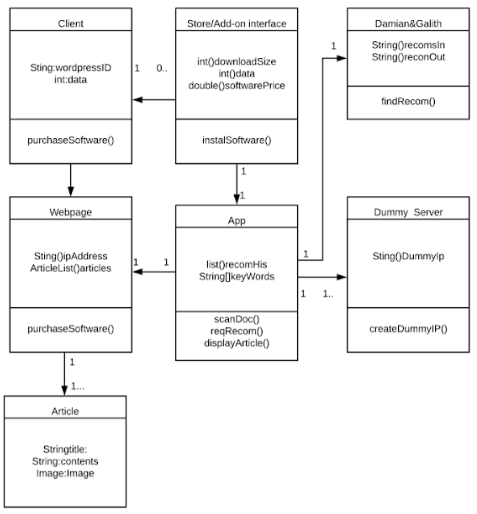 Client
Sting:wordpressID
int:data
purchaseSoftware()
1
0..
Store/Add-on interface
int()downloadSize
int()data
double()softwarePrice
instalSoftware()
1
1
1
Damian&Galith
String()recomsIn
String()reconOut
findRecom()
Webpage
Sting()ipAddress
ArticleList()articles
purchaseSoftware()
1
1
App
list()recomHis
String[]keyWords
scanDoc()
reqRecom()
displayArticle()
1
1
1..
Dummy Server
Sting()DummyIp
createDummyIP()
1
1...
Article
Stringtitle:
String:contents
Image:Image